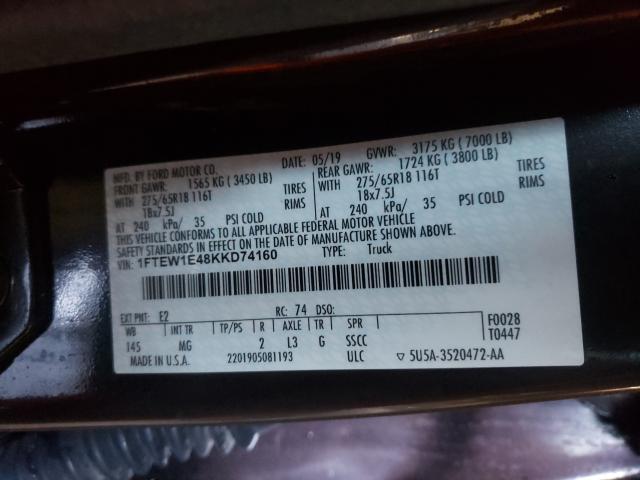 MFD. BY FORD MOTOR CO.
DATE: 05/19 GVWR: 3175 KG ( 7000 LB)
FRONT GAWR: 1565 KG ( 3450 LB) REAR GAWR: 1724 KG ( 3800 LB)
WITH 275/65R18 116T TIRES WITH 275/65R18 116T TIRES
18x7.5J RIMS 18x7.5J RIMS
AT 240 kPa/ 35 PSI COLD AT 240 kPa/ 35 PSI COLD
THIS VEHICLE CONFORMS TO ALL APPLICABLE FEDERAL MOTOR VEHICLE
SAFETY STANDARDS IN EFFECT ON THE DATE OF MANUFACTURE SHOWN ABOVE.
VIN: 1FTEW1E48KKD74160 TYPE: Truck
EXT PNT: E2 RC: 74 DSO:
WB INT TR TP/PS R AXLE TR SPR F0028
145 MG 2 L3 G SSCC T0447
MADE IN U.S.A. 2201905081193 ULC ▽ 5U5A-3520472-AA